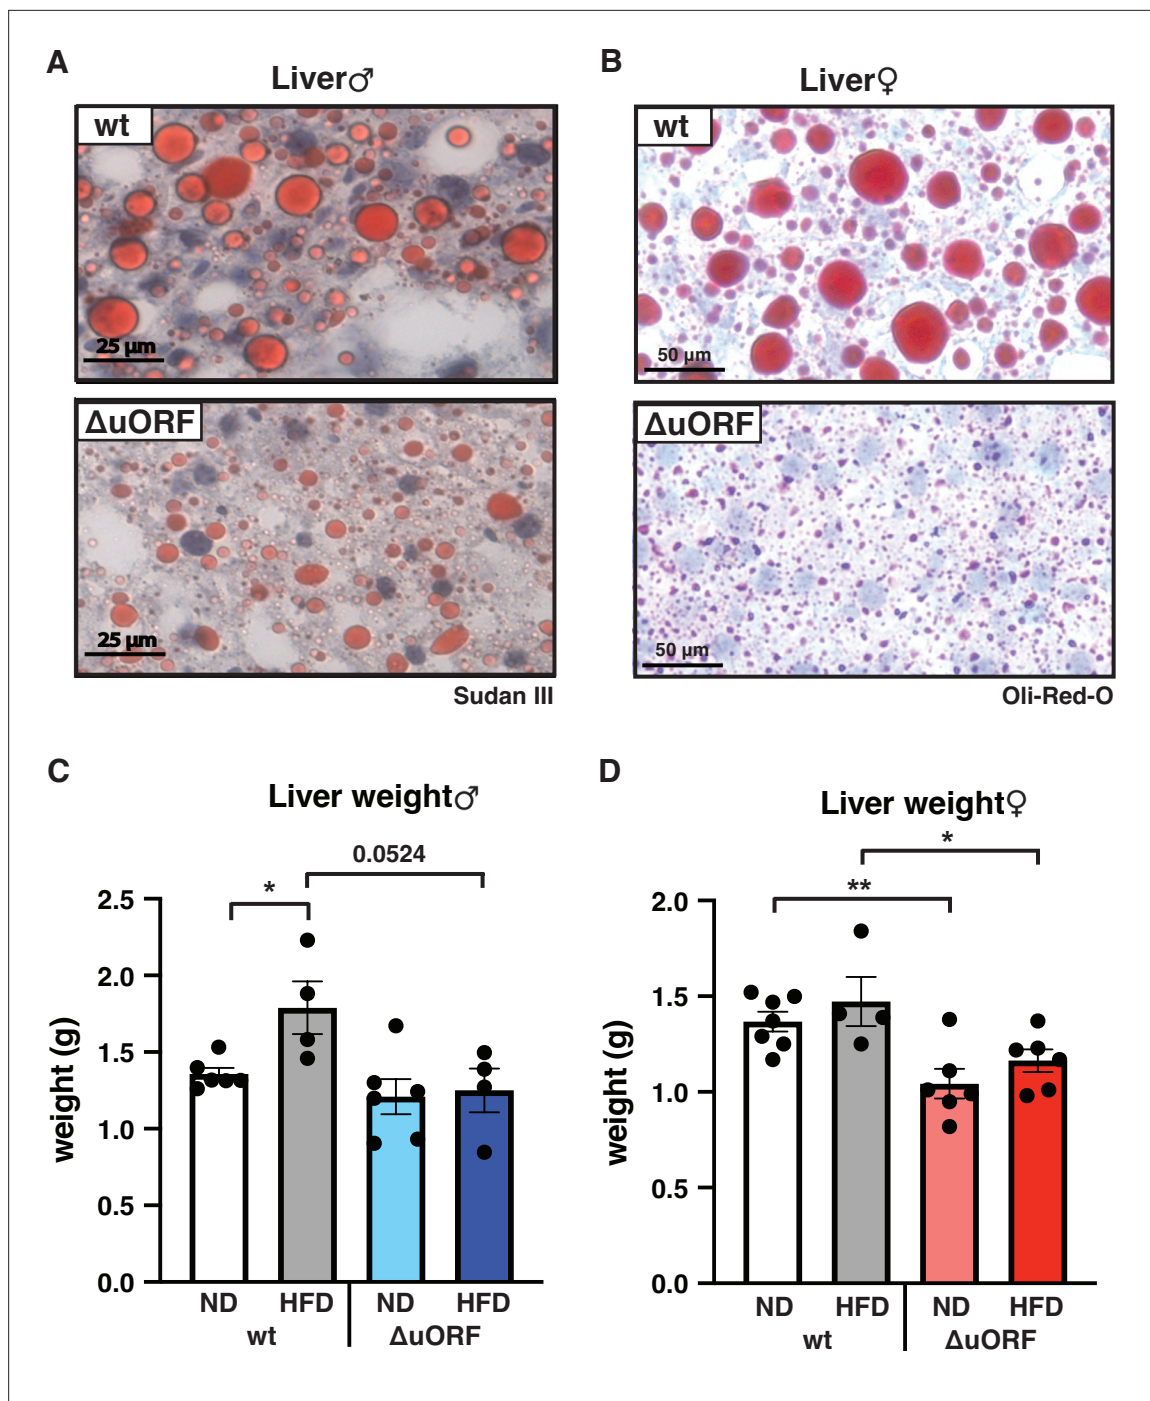 A
Liver♂
wt
25 µm
ΔuORF
25 µm
Sudan III
B
Liver♀
wt
50 µm
ΔuORF
50 µm
Oli-Red-O
C
Liver weight♂
0.0524
*
2.5
2.0
1.5
1.0
0.5
0.0
weight (g)
ND HFD ND HFD
wt ΔuORF
D
Liver weight♀
*
**
2.0
1.5
1.0
0.5
0.0
weight (g)
ND HFD ND HFD
wt ΔuORF